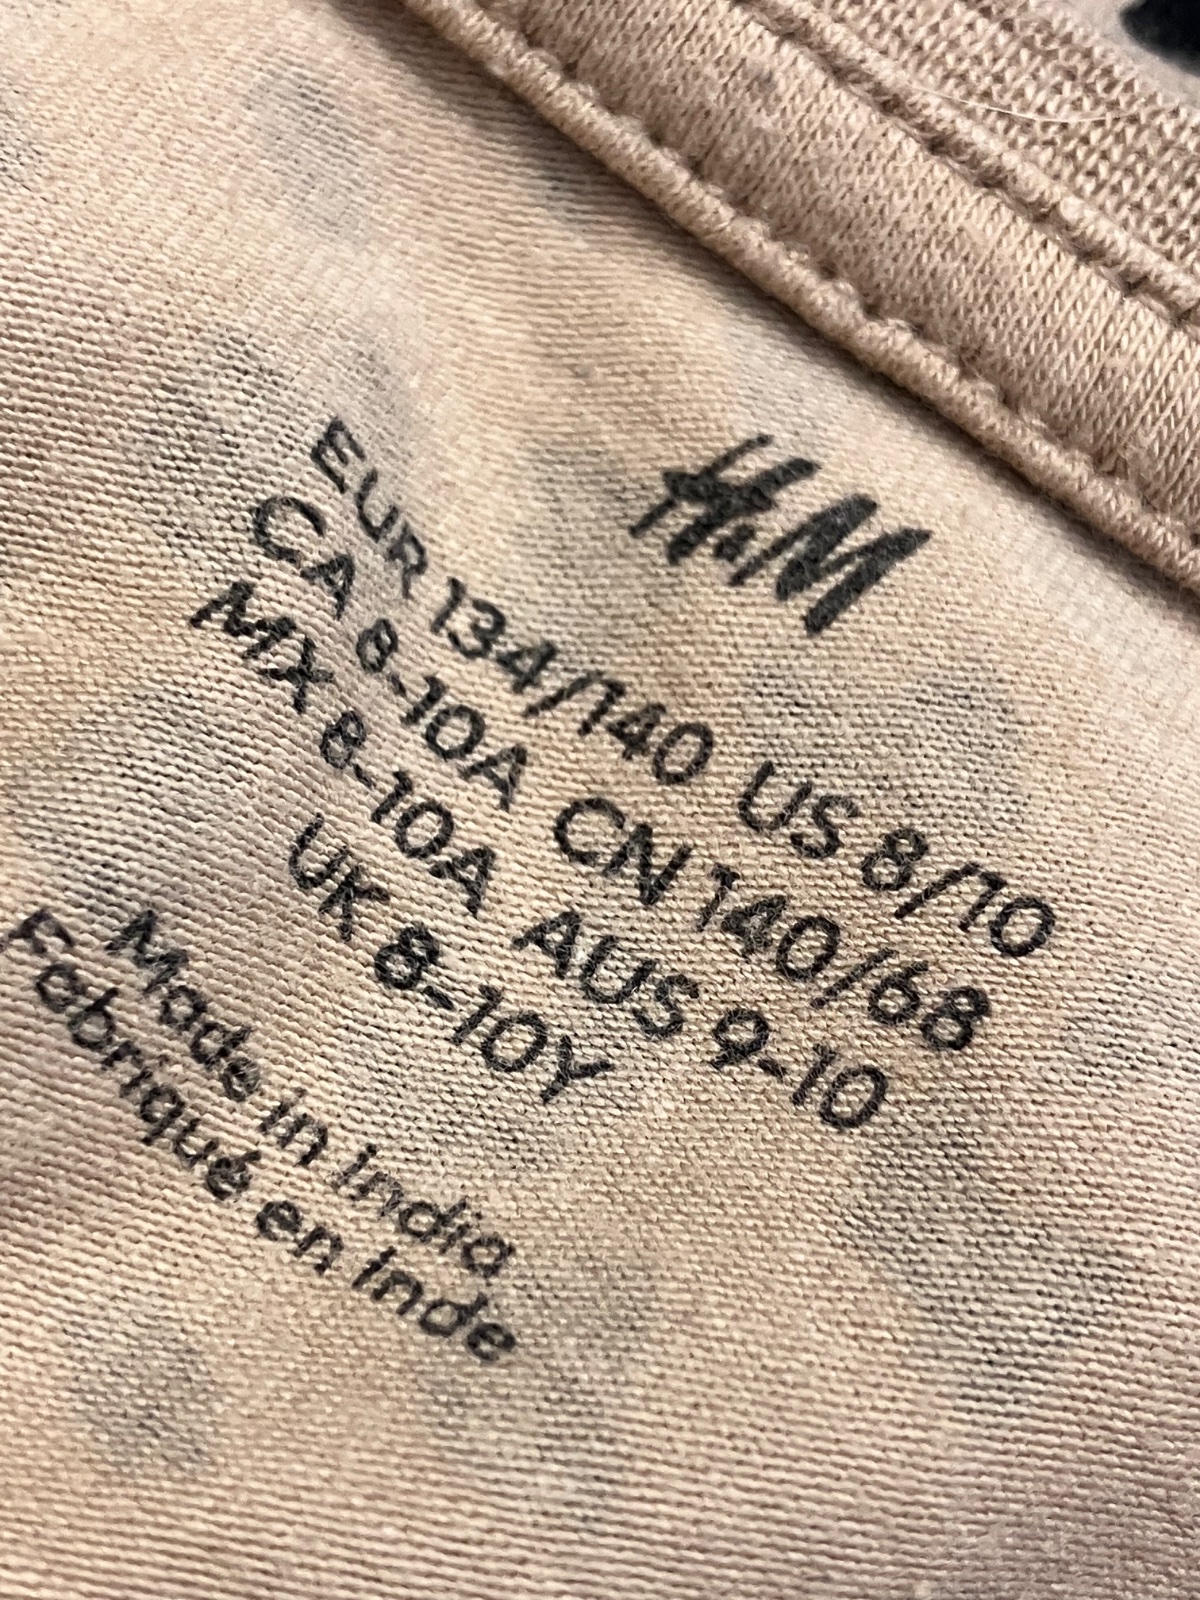 H&M
EUR 134/140 US 8/10
CA 8-10A CN 140/68
MX 8-10A AUS 9-10
UK 8-10Y
Made in India
Fabriqué en Inde